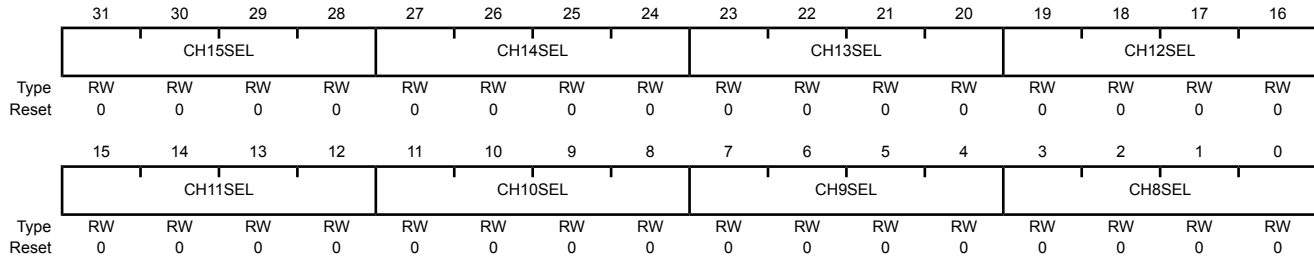 31 30 29 28 27 26 25 24 23 22 21 20 19 18 17 16
CH15SEL CH14SEL CH13SEL CH12SEL
Type RW RW RW RW RW RW RW RW RW RW RW RW RW RW RW RW
Reset 0 0 0 0 0 0 0 0 0 0 0 0 0 0 0 0
15 14 13 12 11 10 9 8 7 6 5 4 3 2 1 0
CH11SEL CH10SEL CH9SEL CH8SEL
Type RW RW RW RW RW RW RW RW RW RW RW RW RW RW RW RW
Reset 0 0 0 0 0 0 0 0 0 0 0 0 0 0 0 0